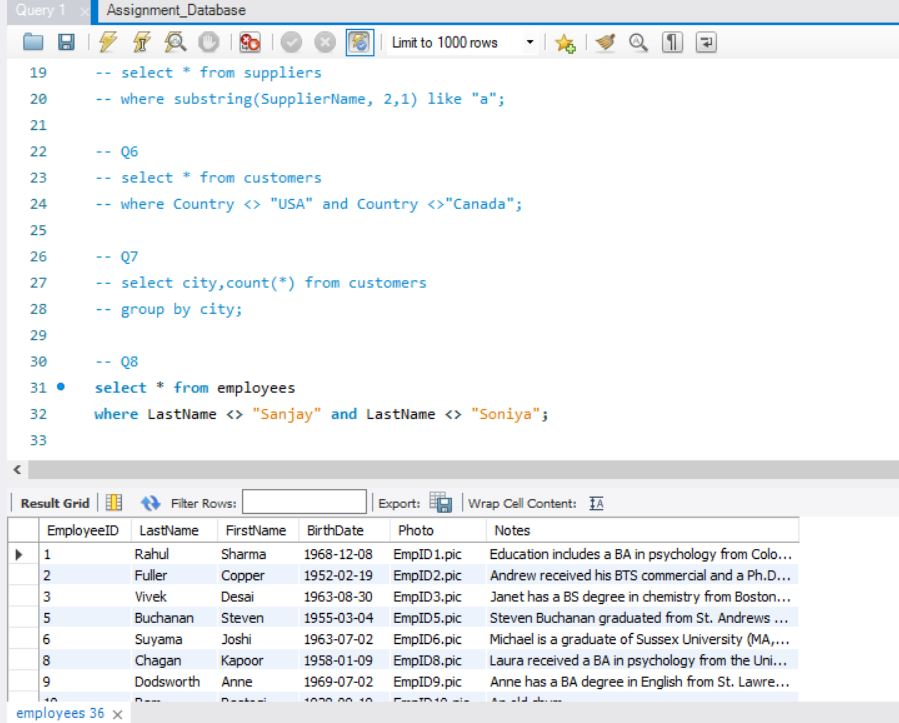 Query 1 × Assignment_Database
Limit to 1000 rows
19 -- select * from suppliers
20 -- where substring(SupplierName, 2,1) like "a";
21
22 -- Q6
23 -- select * from customers
24 -- where Country <> "USA" and Country <>"Canada";
25
26 -- Q7
27 -- select city,count(*) from customers
28 -- group by city;
29
30 -- Q8
31 select * from employees
32 where LastName <> "Sanjay" and LastName <> "Soniya";
33
Result Grid Filter Rows: Export: Wrap Cell Content: IA
EmployeeID LastName FirstName BirthDate Photo Notes
1 Rahul Sharma 1968-12-08 EmpID1.pic Education includes a BA in psychology from Colo...
2 Fuller Copper 1952-02-19 EmpID2.pic Andrew received his BTS commercial and a Ph.D...
3 Vivek Desai 1963-08-30 EmpID3.pic Janet has a BS degree in chemistry from Boston...
5 Buchanan Steven 1955-03-04 EmpID5.pic Steven Buchanan graduated from St. Andrews ...
6 Suyama Joshi 1963-07-02 EmpID6.pic Michael is a graduate of Sussex University (MA,...
8 Chagan Kapoor 1958-01-09 EmpID8.pic Laura received a BA in psychology from the Uni...
9 Dodsworth Anne 1969-07-02 EmpID9.pic Anne has a BA degree in English from St. Lawre...
employees 36 ×